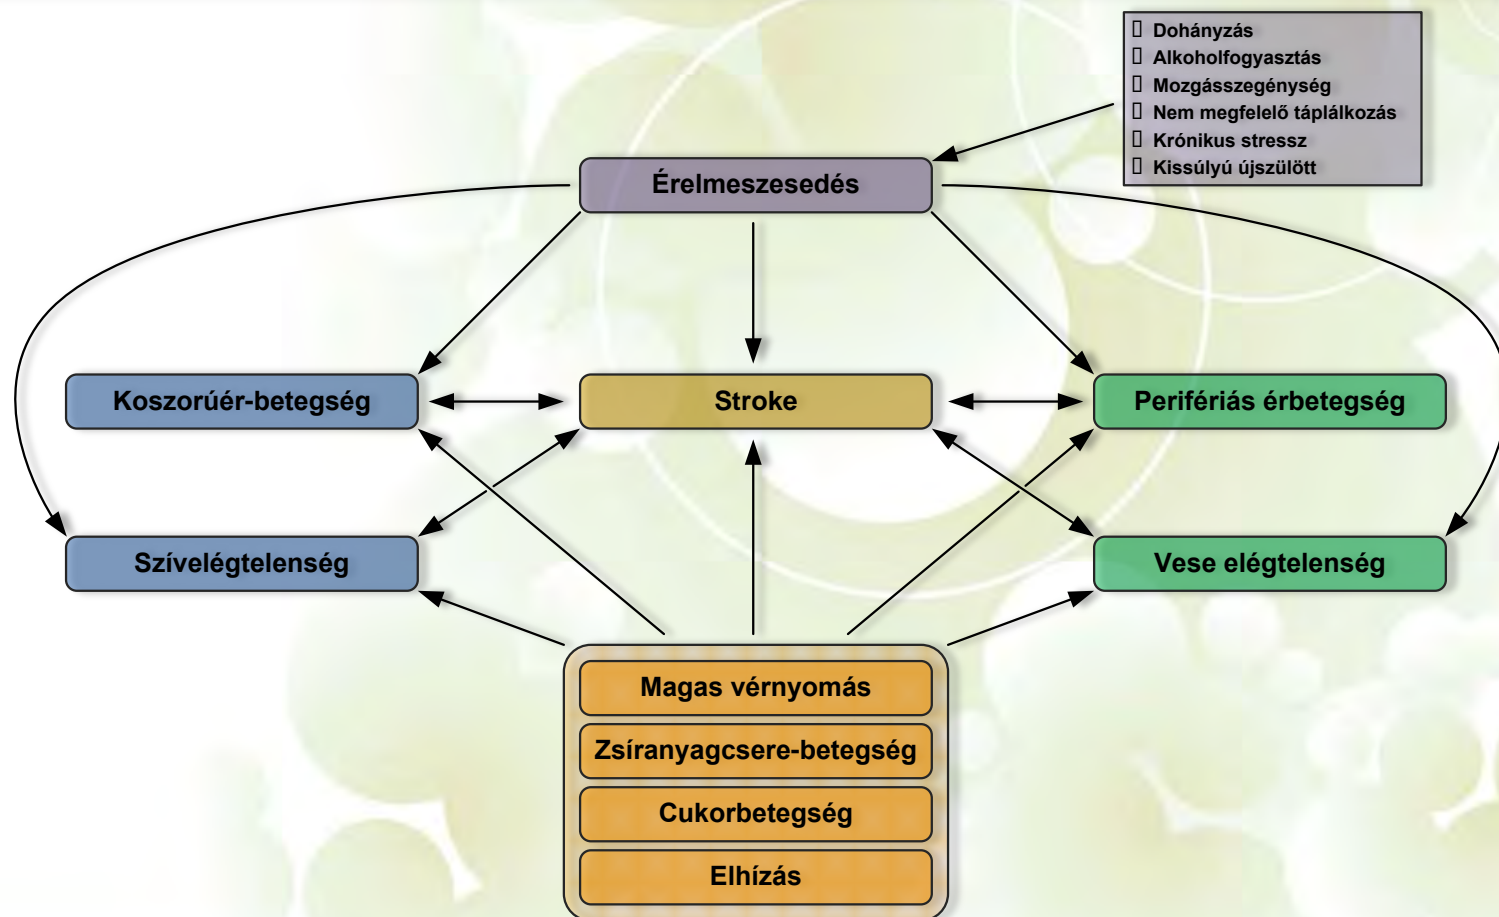 Dohányzás
Alkoholfogyasztás
Mozgásszegénység
Nem megfelelő táplálkozás
Krónikus stressz
Kissúlyú újszülött
Érelmeszesedés
Koszorúér-betegség
Stroke
Perifériás érbetegség
Szívelégtelenség
Vese elégtelenség
Magas vérnyomás
Zsíranyagcsere-betegség
Cukorbetegség
Elhízás